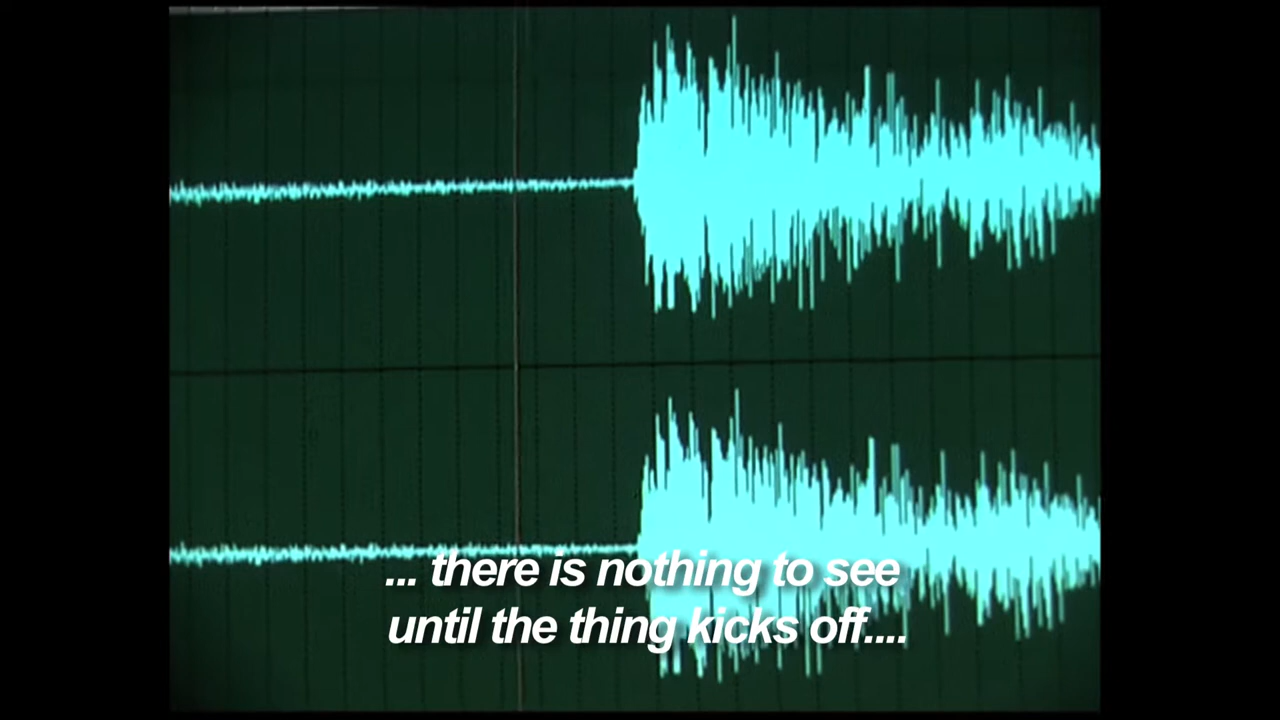 ... there is nothing to see
until the thing kicks off....